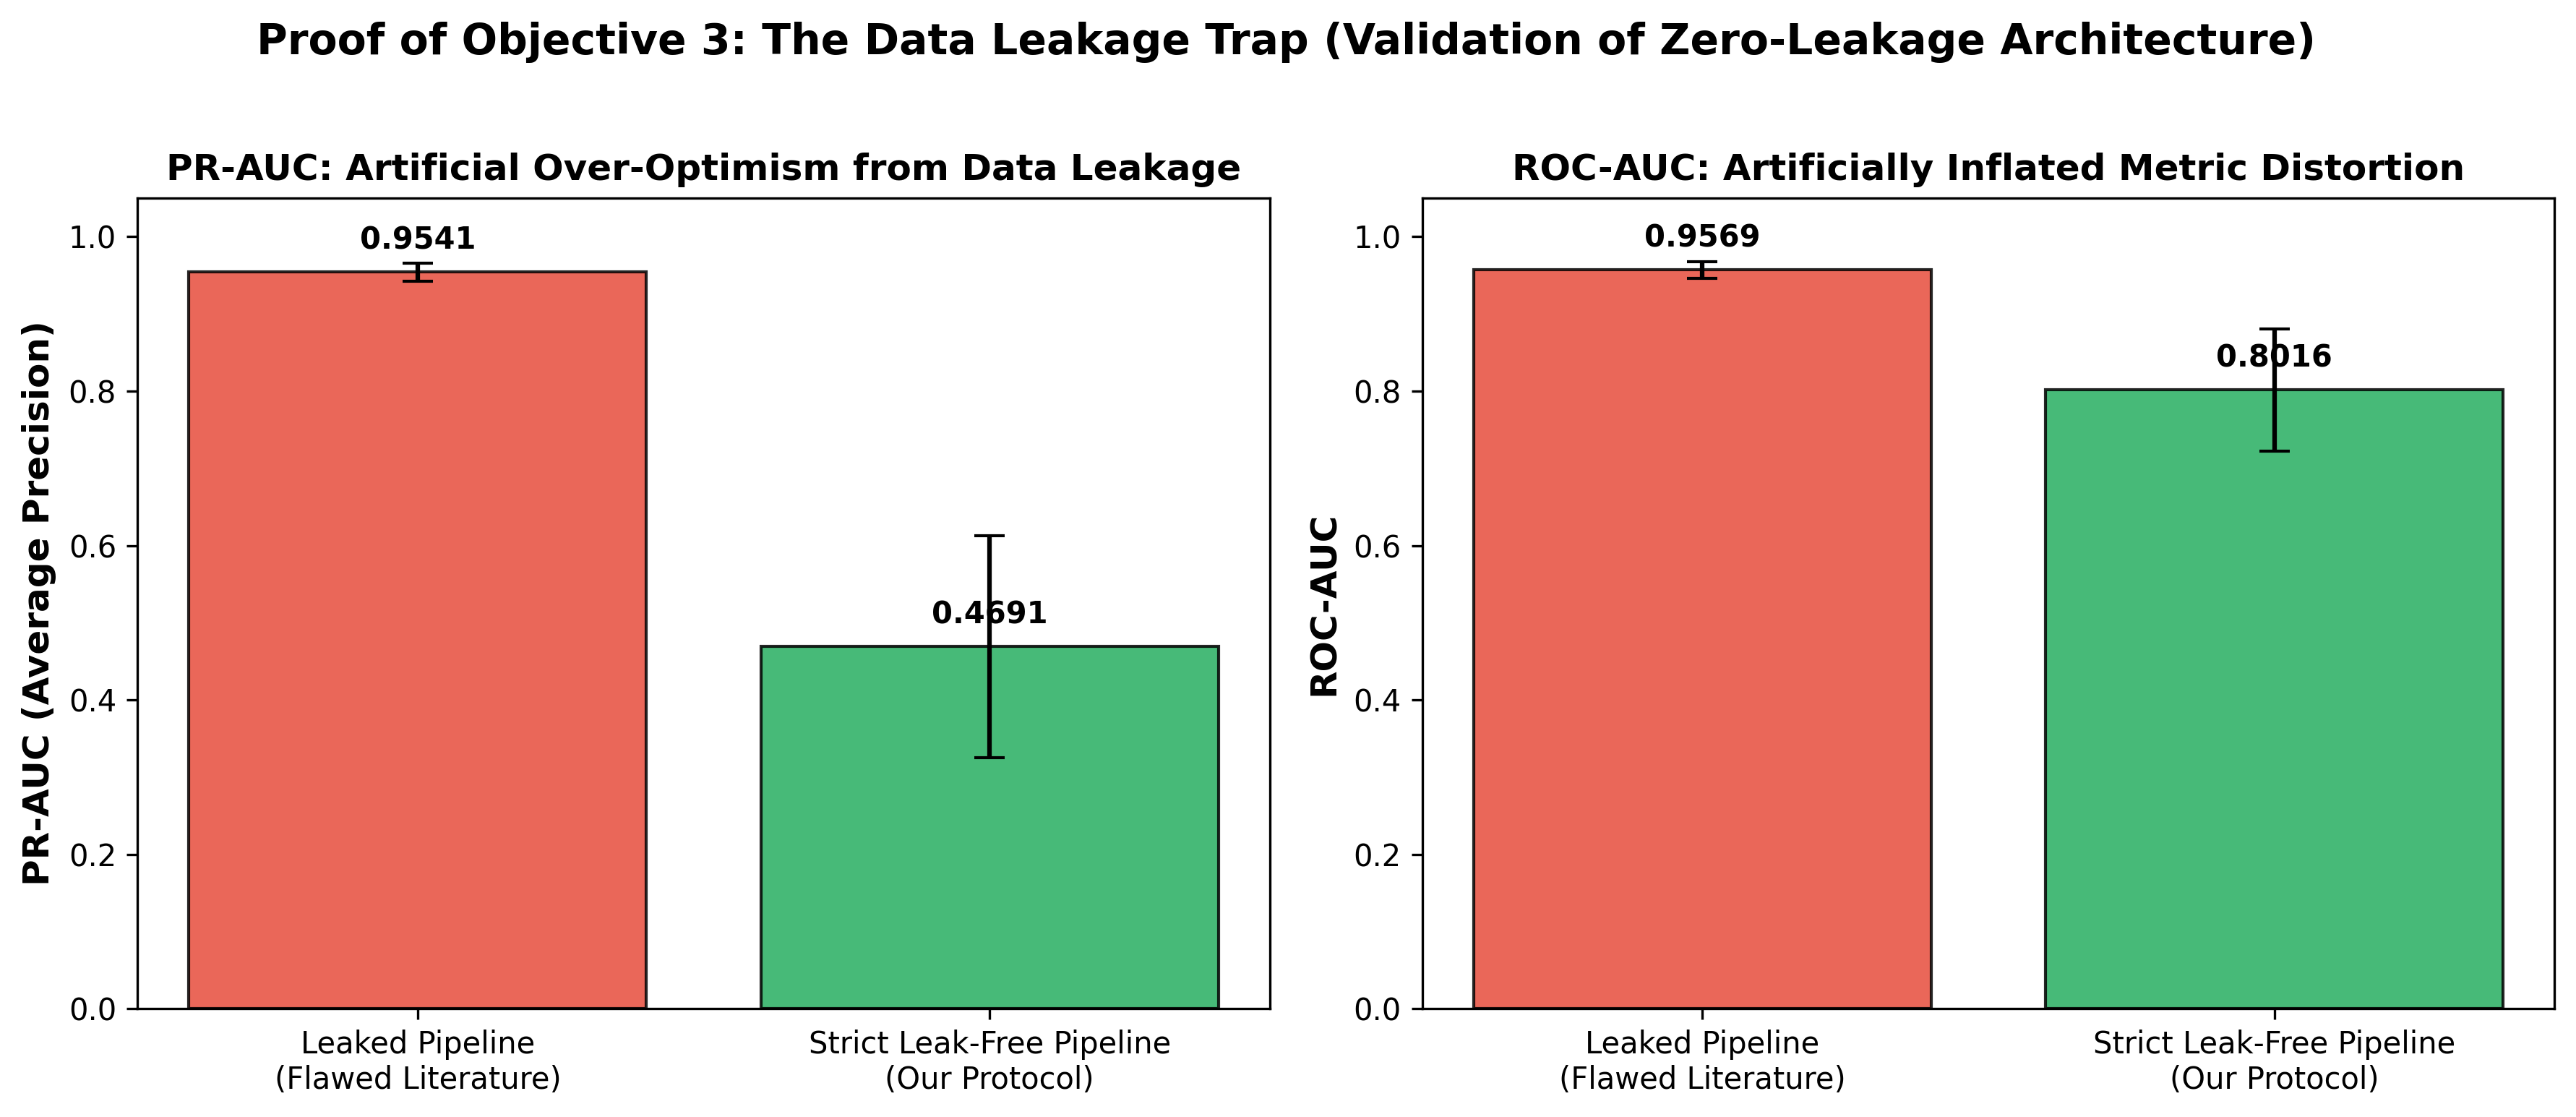 Proof of Objective 3: The Data Leakage Trap (Validation of Zero-Leakage Architecture)
PR-AUC: Artificial Over-Optimism from Data Leakage
PR-AUC (Average Precision)
1.0
0.8
0.6
0.4
0.2
0.0
0.9541
0.4691
Leaked Pipeline
(Flawed Literature)
Strict Leak-Free Pipeline
(Our Protocol)
ROC-AUC: Artificially Inflated Metric Distortion
ROC-AUC
1.0
0.8
0.6
0.4
0.2
0.0
0.9569
0.8016
Leaked Pipeline
(Flawed Literature)
Strict Leak-Free Pipeline
(Our Protocol)